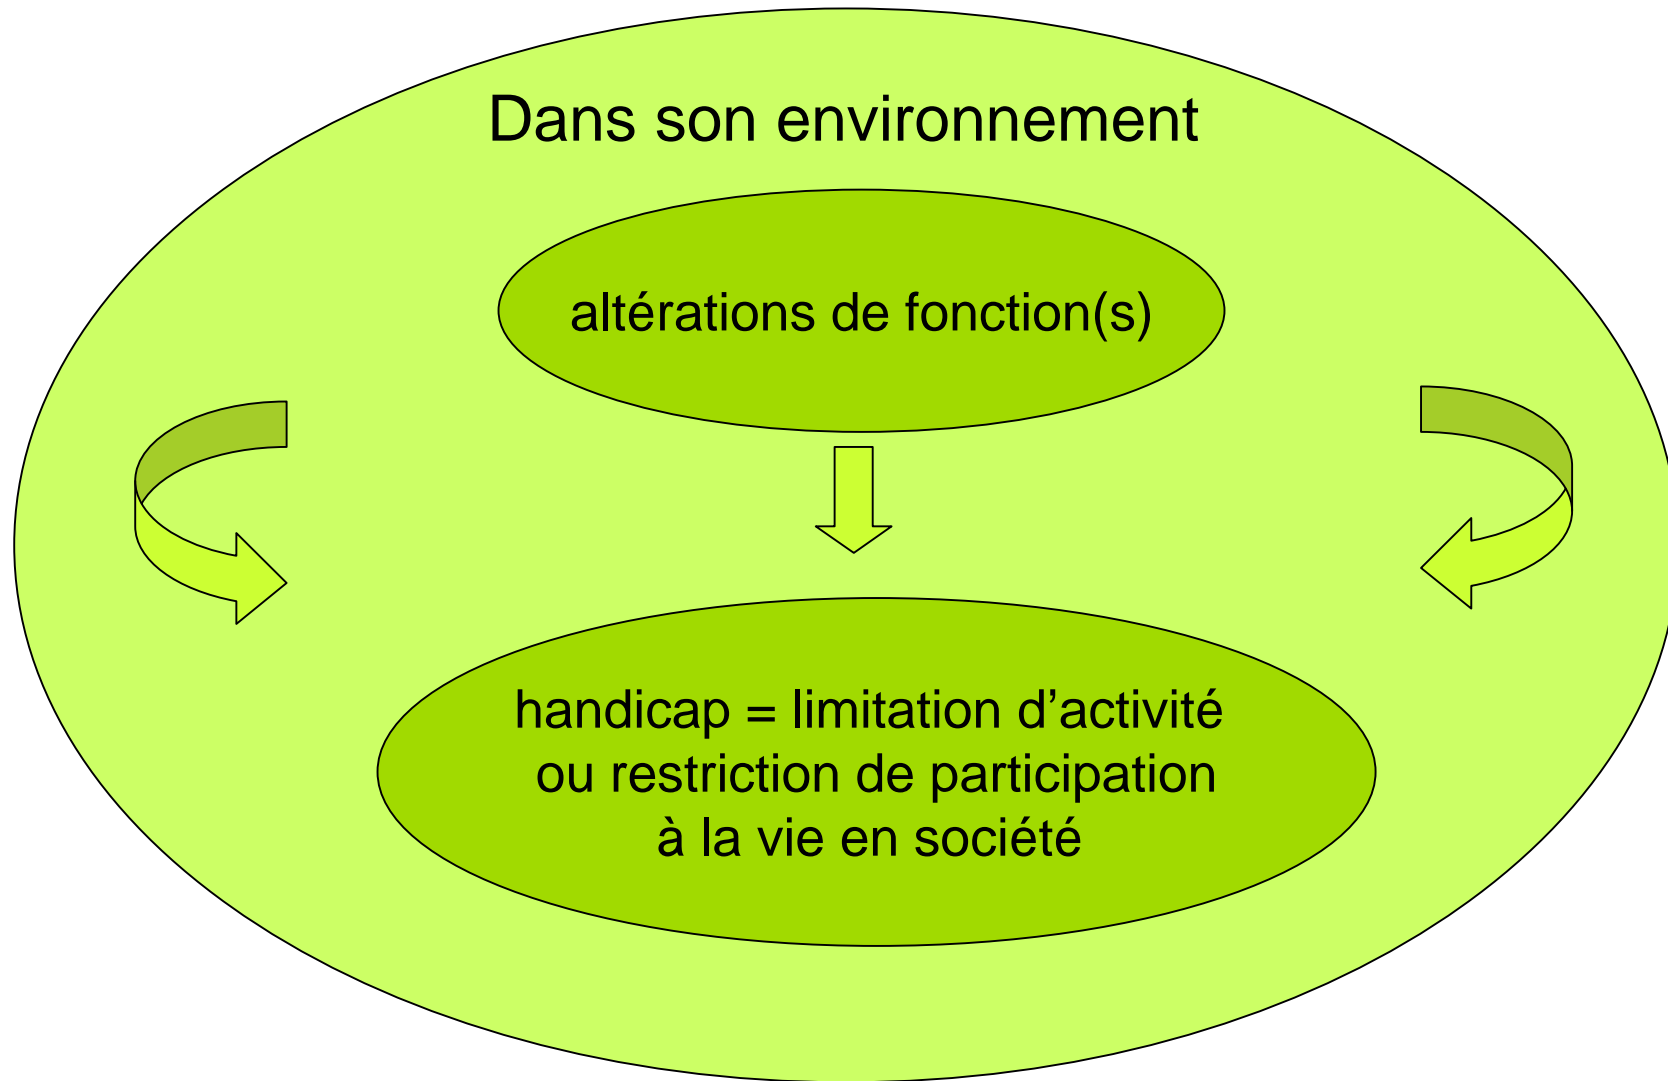 Dans son environnement
altérations de fonction(s)
handicap = limitation d’activité
ou restriction de participation
à la vie en société